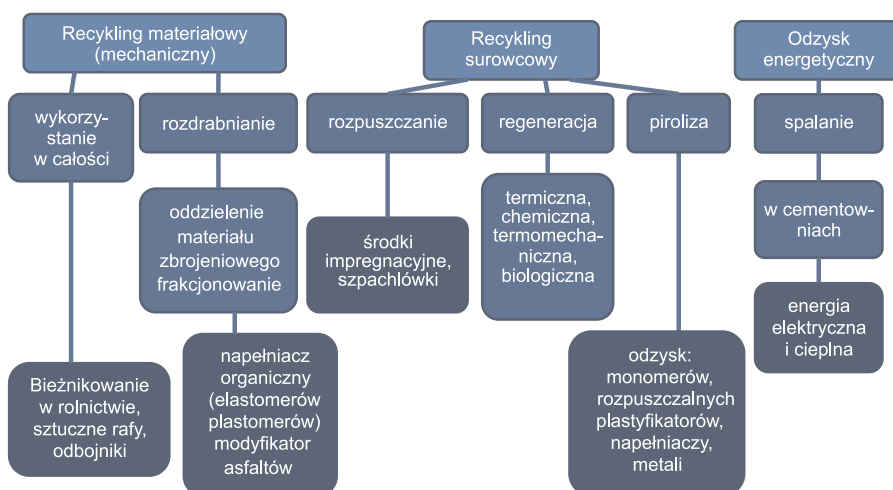 Recykling materiałowy
(mechaniczny)
Recykling
surowcowy
Odzysk
energetyczny
wykorzy-
stanie
w całości
rozdrabnianie
rozpuszczanie
regeneracja
piroliza
spalanie
oddzielenie
materiału
zbrojeniowego
frakcjonowanie
środki
impregnacyjne,
szpachlówki
termiczna,
chemiczna,
termomecha-
niczna,
biologiczna
w cementow-
niach
energia
elektryczna
i cieplna
Bieżnikowanie
w rolnictwie,
sztuczne rafy,
odbojniki
napełniacz
organiczny
(elastomerów
plastomerów)
modyfikator
asfaltów
odzysk:
monomerów,
rozpuszczalnych
plastyfikatorów,
napełniaczy,
metali